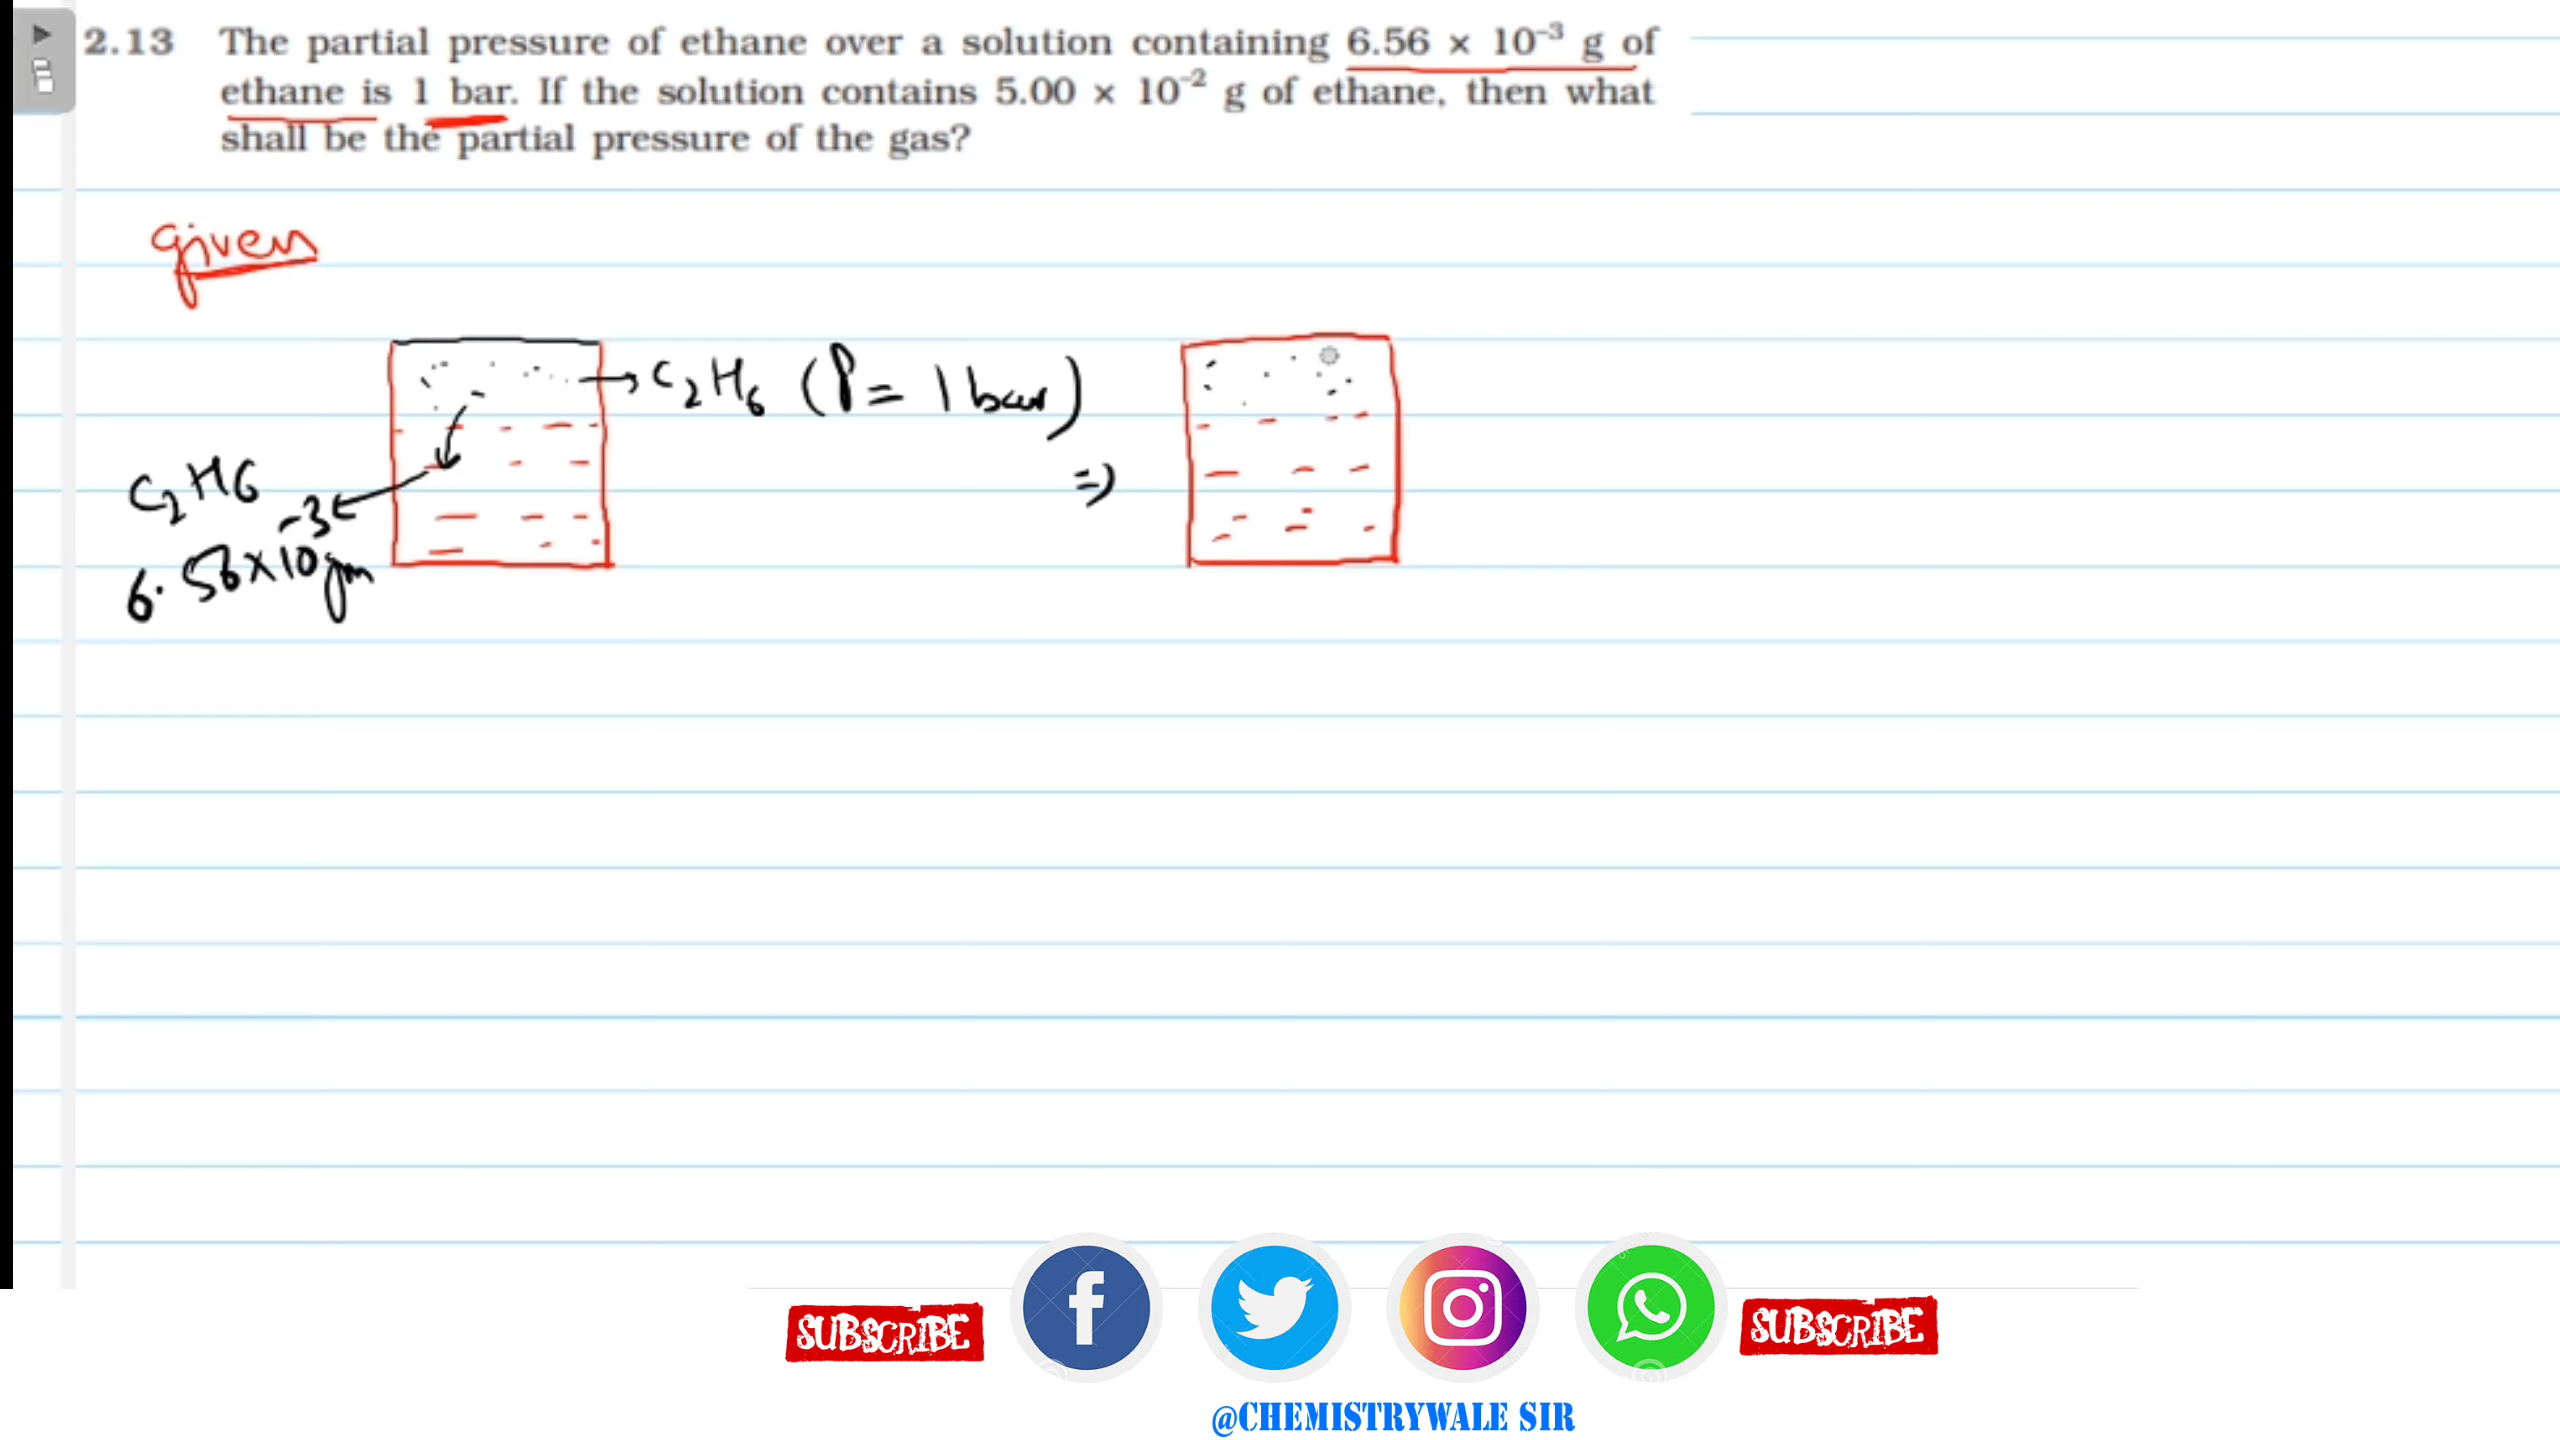 2.13 The partial pressure of ethane over a solution containing 6.56 × 10⁻³ g of
ethane is 1 bar. If the solution contains 5.00 × 10⁻² g of ethane, then what
shall be the partial pressure of the gas?
given
→ C₂H₆ (P = 1 bar)
⇒
C₂H₆
6.56×10⁻³ gm
SUBSCRIBE
SUBSCRIBE
@CHEMISTRYWALE SIR